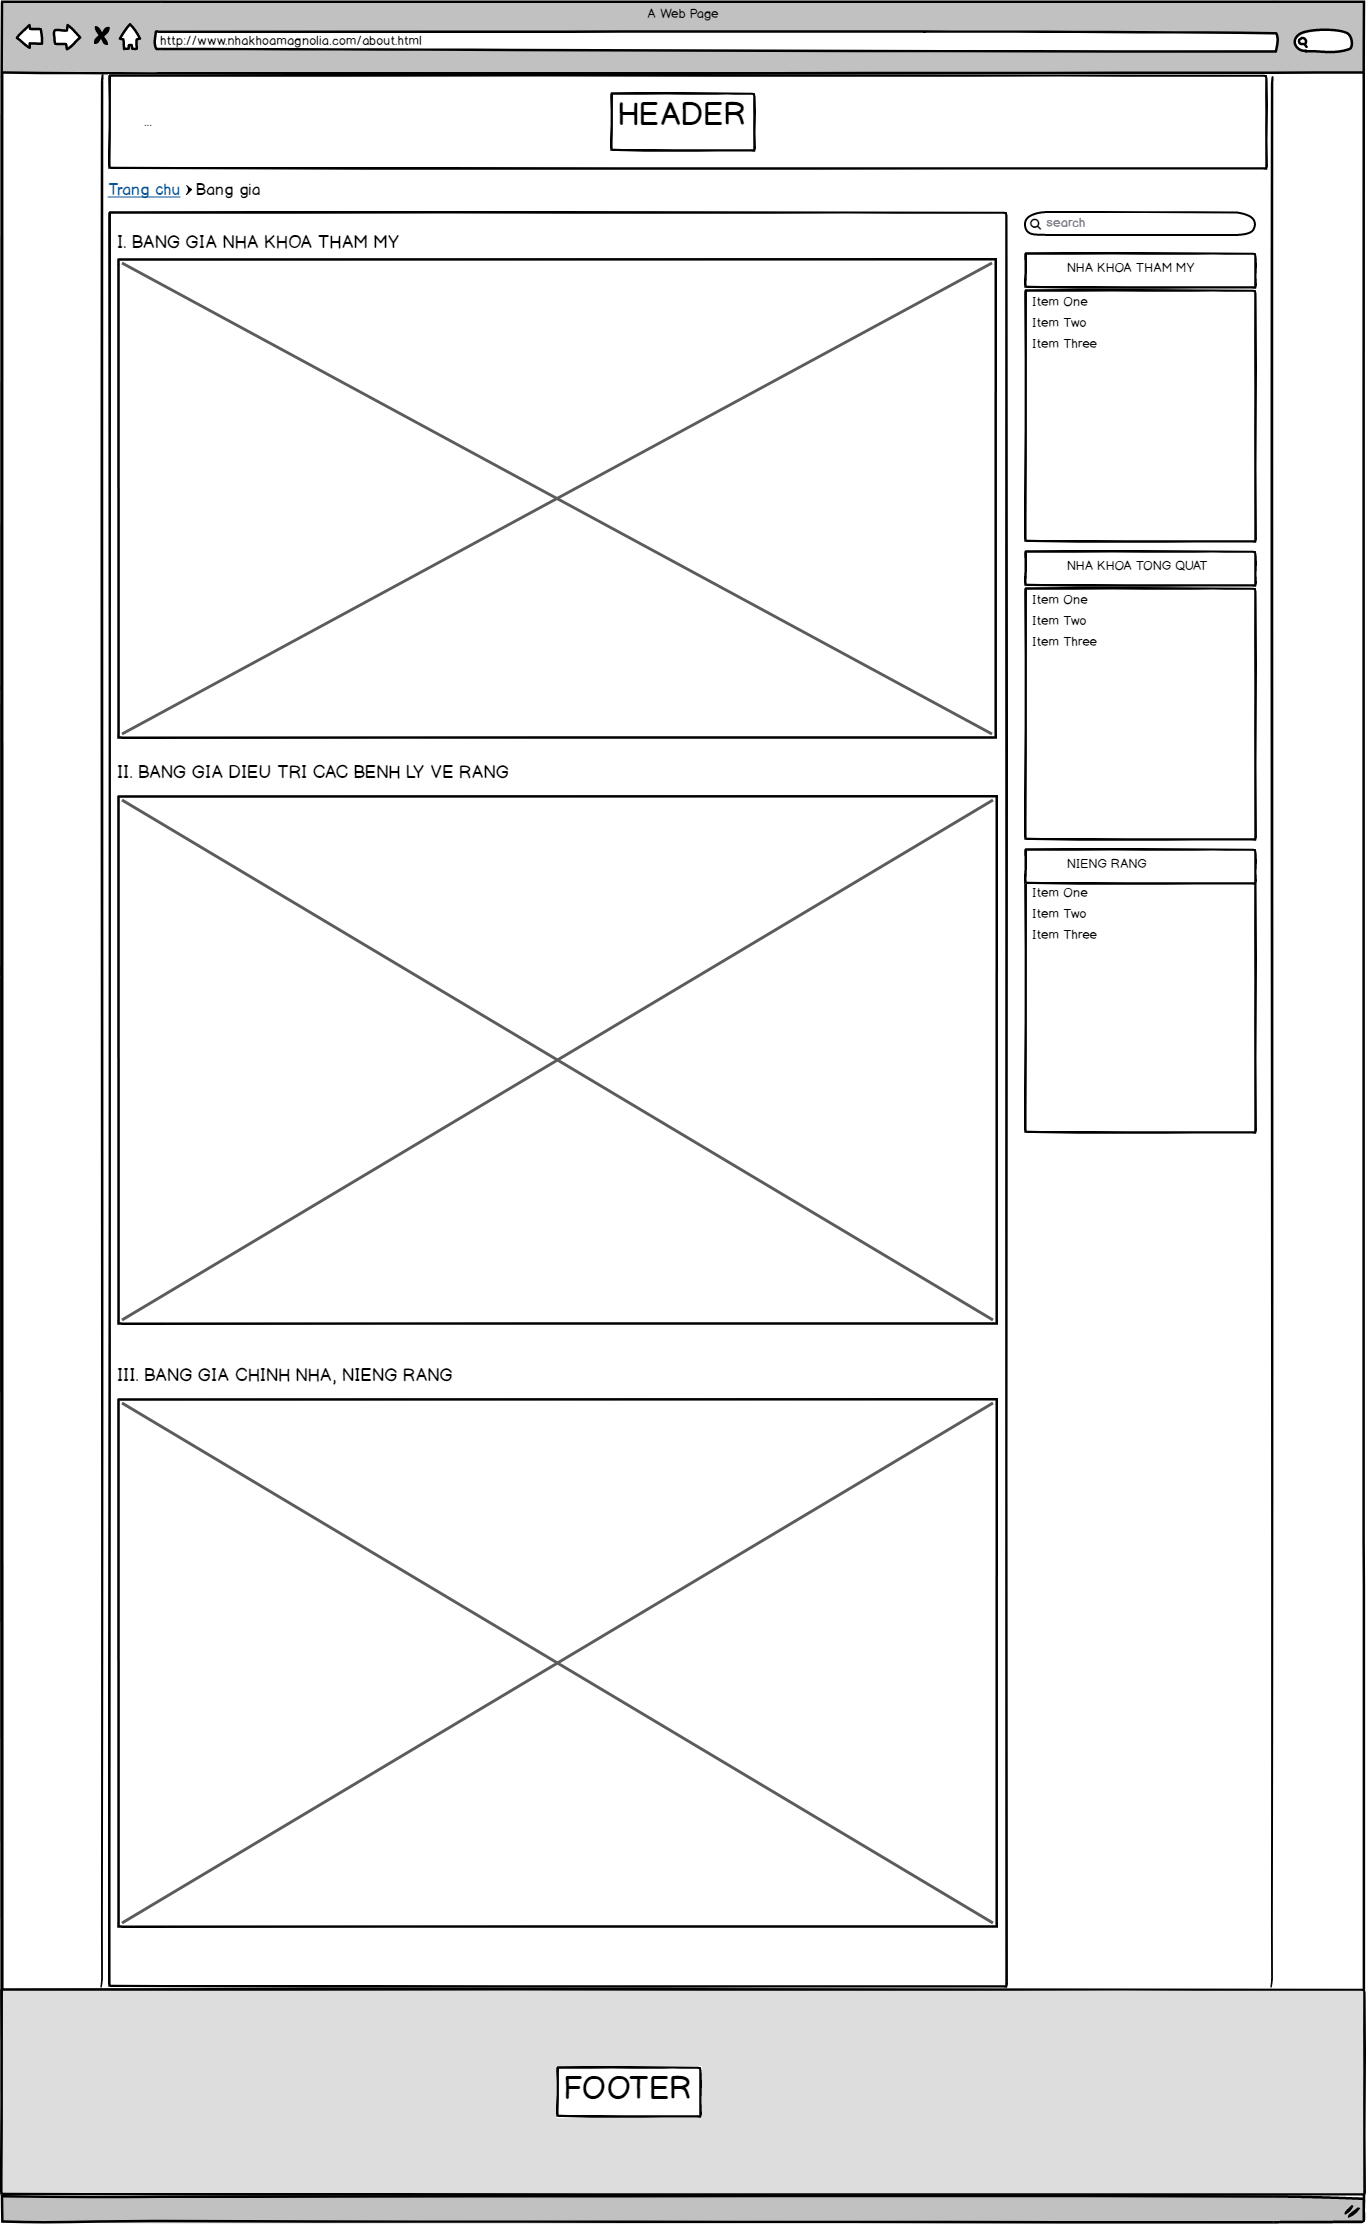 A Web Page
http://www.nhakhoamagnolia.com/about.html
...
HEADER
Trang chu > Bang gia
I. BANG GIA NHA KHOA THAM MY
II. BANG GIA DIEU TRI CAC BENH LY VE RANG
III. BANG GIA CHINH NHA, NIENG RANG
search
NHA KHOA THAM MY
Item One
Item Two
Item Three
NHA KHOA TONG QUAT
Item One
Item Two
Item Three
NIENG RANG
Item One
Item Two
Item Three
FOOTER